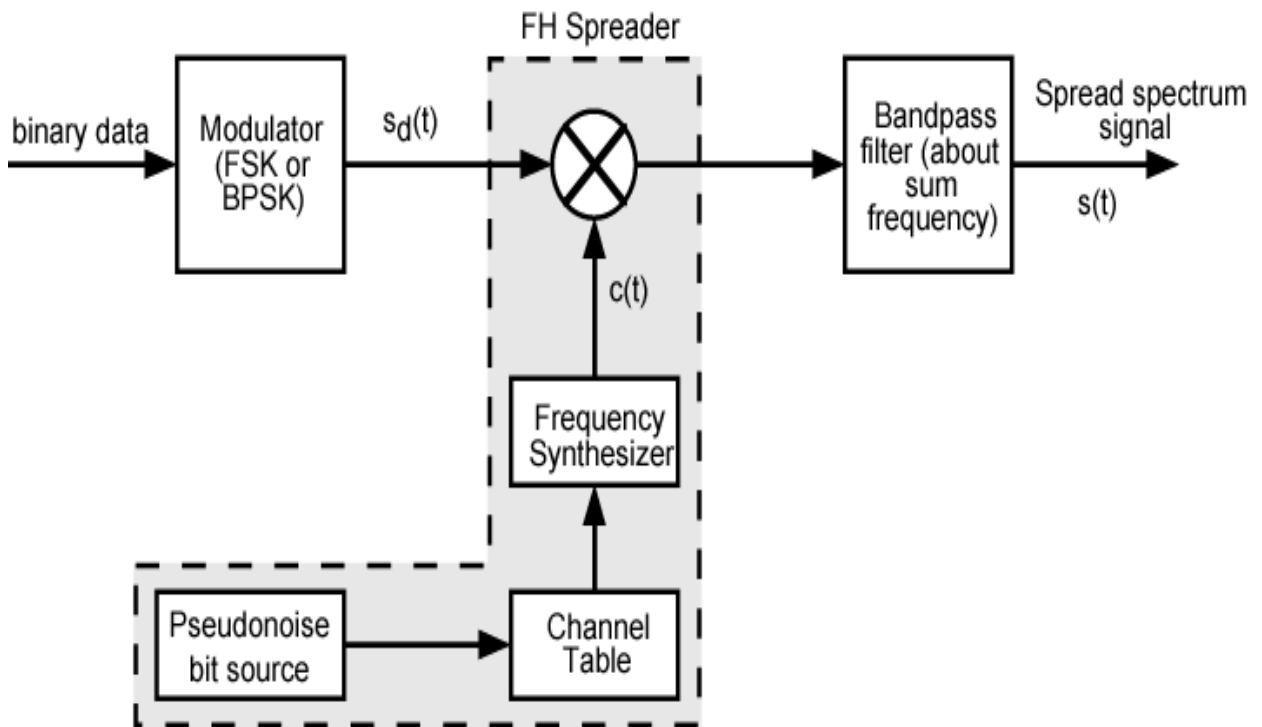 FH Spreader
binary data
Modulator
(FSK or
BPSK)
sd(t)
Bandpass
filter (about
sum
frequency)
Spread spectrum
signal
s(t)
c(t)
Frequency
Synthesizer
Pseudonoise
bit source
Channel
Table